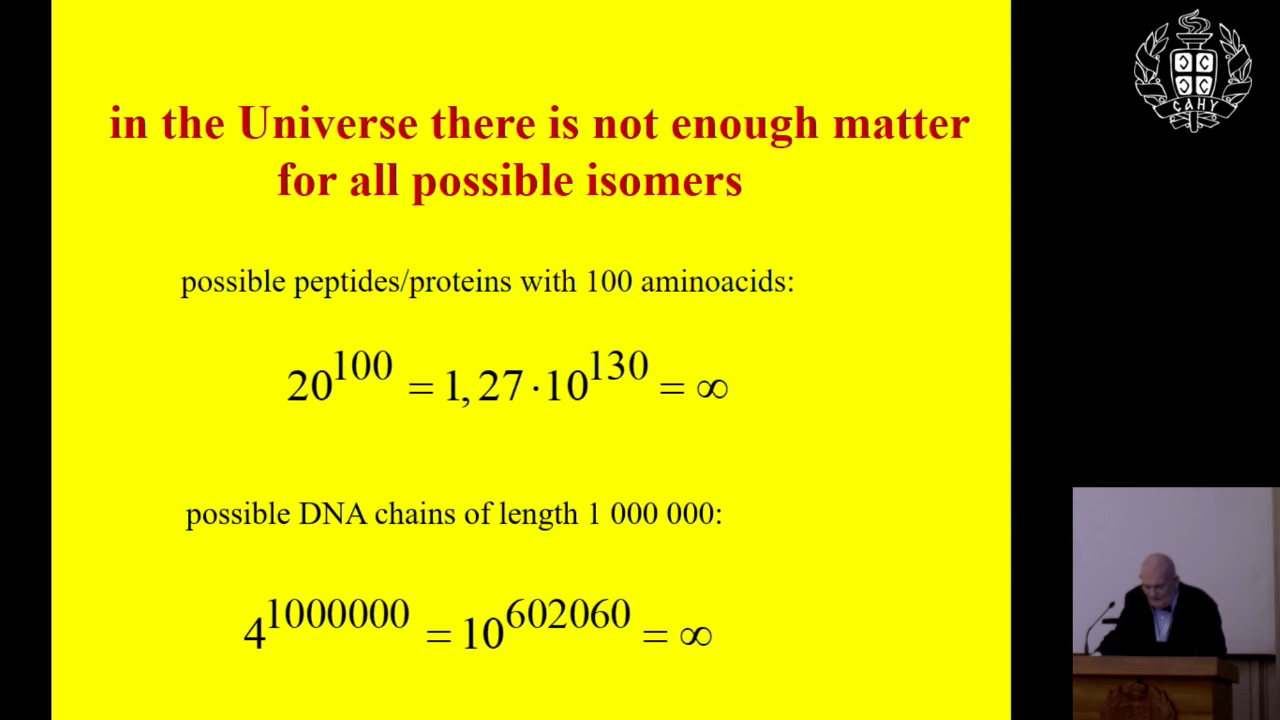 in the Universe there is not enough matter
for all possible isomers
possible peptides/proteins with 100 aminoacids:
20^100 = 1,27·10^130 = ∞
possible DNA chains of length 1 000 000:
4^1000000 = 10^602060 = ∞
САНУ